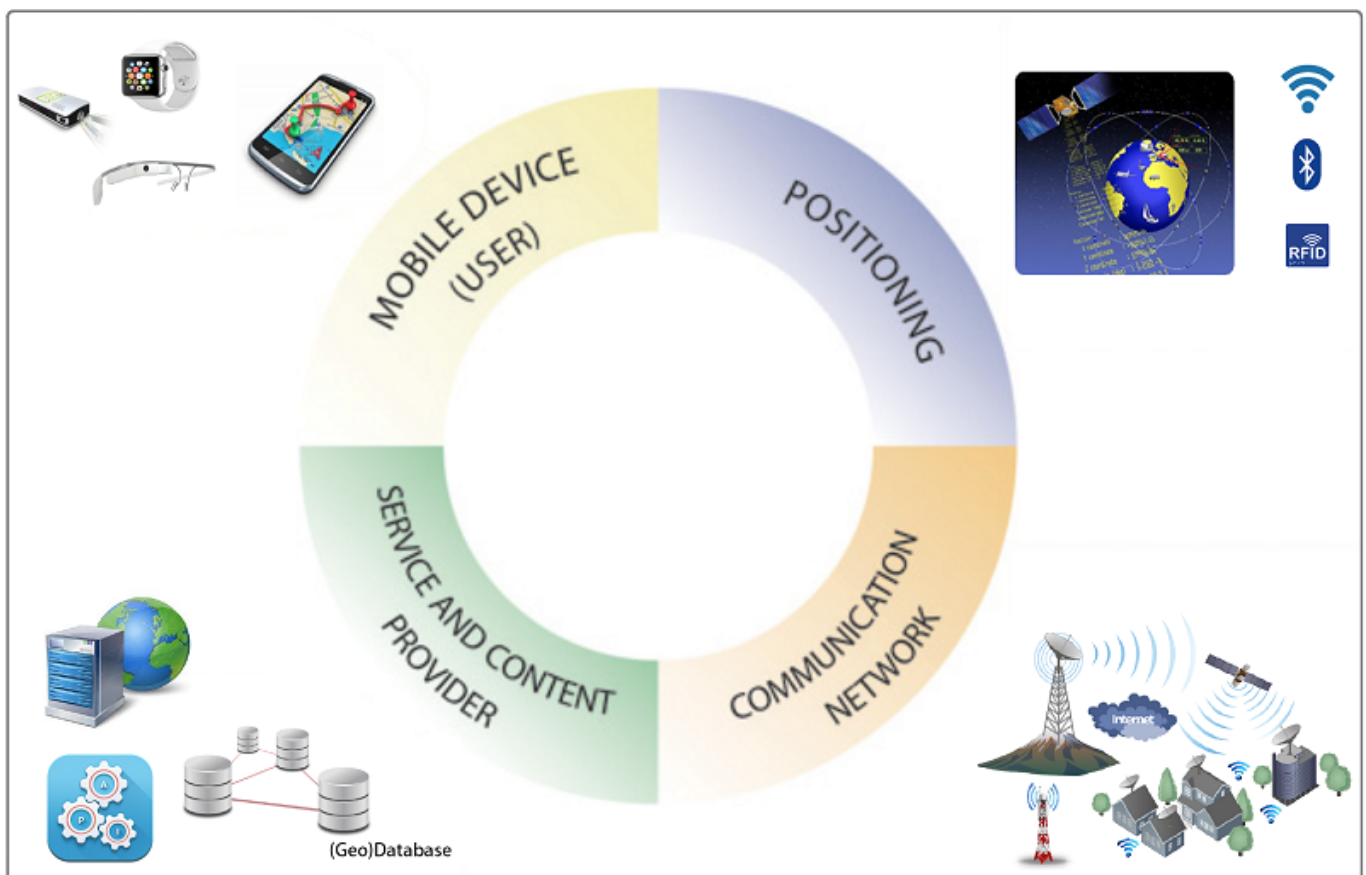 MOBILE DEVICE
(USER)
POSITIONING
RFID
SERVICE AND CONTENT
PROVIDER
COMMUNICATION
NETWORK
Internet
A
P
I
(Geo)Database